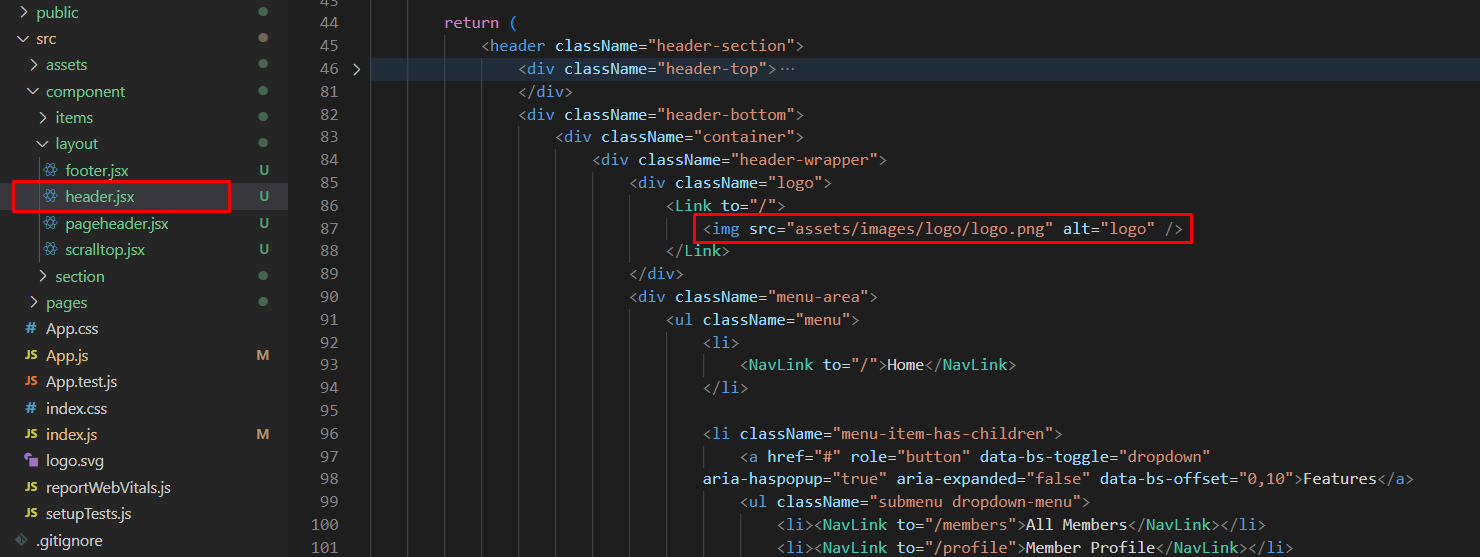 public
src
assets
component
items
layout
footer.jsx U
header.jsx U
pageheader.jsx U
scralltop.jsx U
section
pages
# App.css
JS App.js M
JS App.test.js
# index.css
JS index.js M
logo.svg
JS reportWebVitals.js
JS setupTests.js
.gitignore
43
44 return (
45 <header className="header-section">
46 <div className="header-top">…
81 </div>
82 <div className="header-bottom">
83 <div className="container">
84 <div className="header-wrapper">
85 <div className="logo">
86 <Link to="/">
87 <img src="assets/images/logo/logo.png" alt="logo" />
88 </Link>
89 </div>
90 <div className="menu-area">
91 <ul className="menu">
92 <li>
93 <NavLink to="/">Home</NavLink>
94 </li>
95
96 <li className="menu-item-has-children">
97 <a href="#" role="button" data-bs-toggle="dropdown"
98 aria-haspopup="true" aria-expanded="false" data-bs-offset="0,10">Features</a>
99 <ul className="submenu dropdown-menu">
100 <li><NavLink to="/members">All Members</NavLink></li>
101 <li><NavLink to="/profile">Member Profile</NavLink></li>